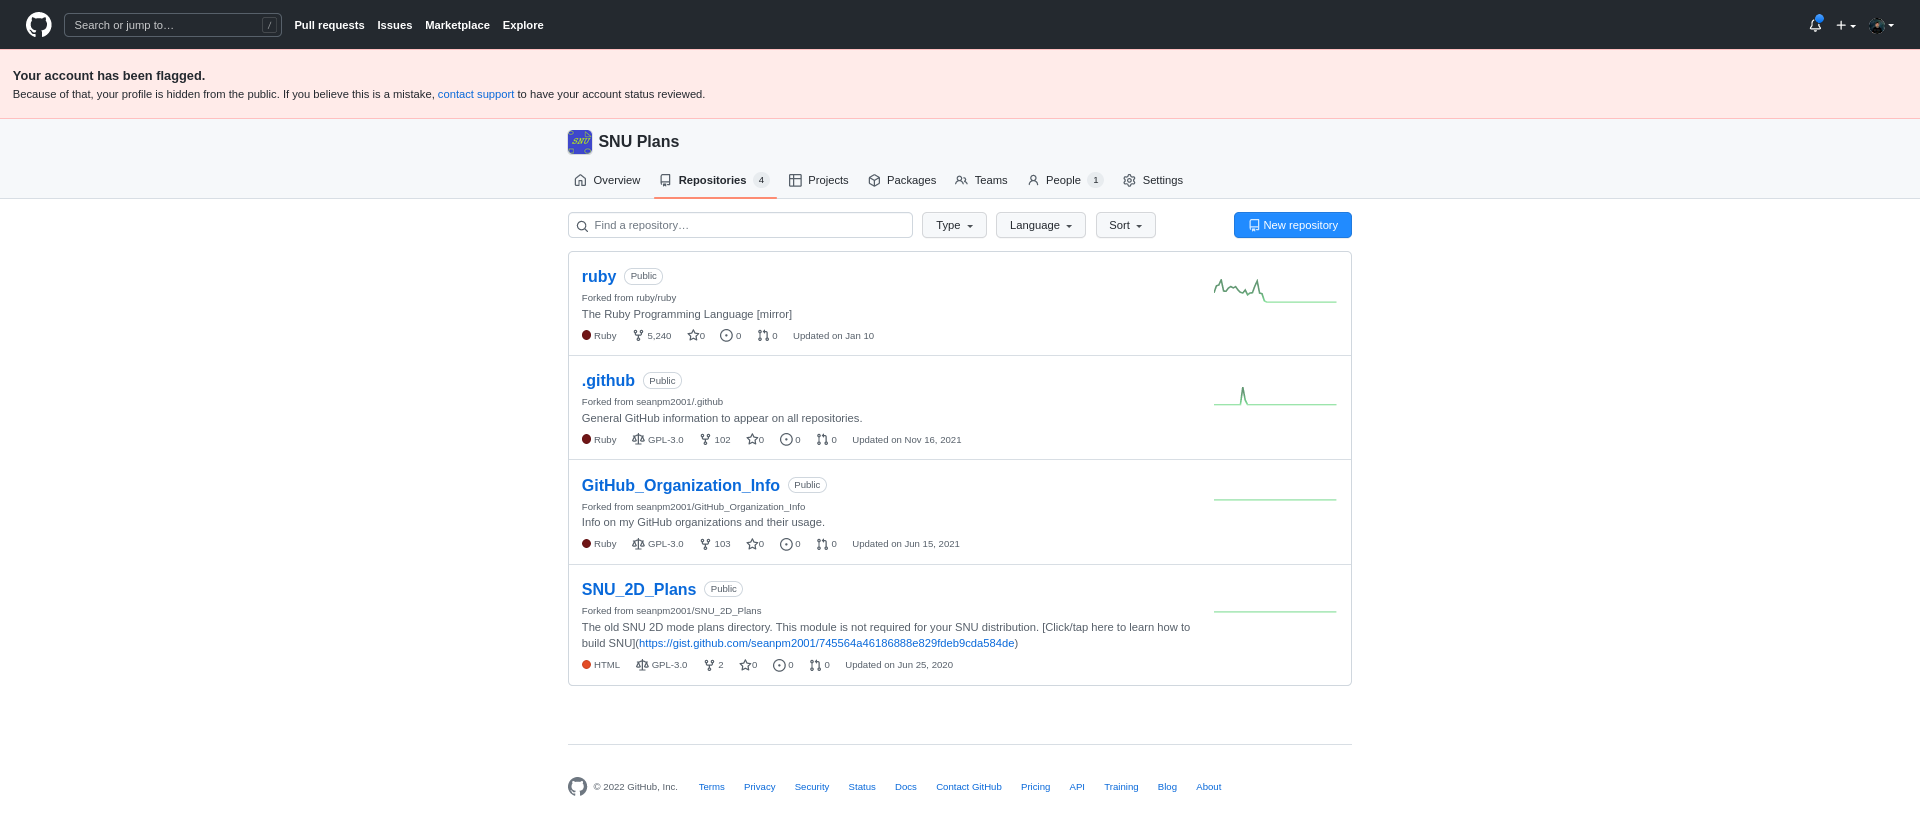 Search or jump to… / Pull requests Issues Marketplace Explore
Your account has been flagged.
Because of that, your profile is hidden from the public. If you believe this is a mistake, contact support to have your account status reviewed.
SNU SNU Plans
Overview Repositories 4 Projects Packages Teams People 1 Settings
Find a repository… Type Language Sort New repository
ruby Public
Forked from ruby/ruby
The Ruby Programming Language [mirror]
Ruby 5,240 0 0 0 Updated on Jan 10
.github Public
Forked from seanpm2001/.github
General GitHub information to appear on all repositories.
Ruby GPL-3.0 102 0 0 0 Updated on Nov 16, 2021
GitHub_Organization_Info Public
Forked from seanpm2001/GitHub_Organization_Info
Info on my GitHub organizations and their usage.
Ruby GPL-3.0 103 0 0 0 Updated on Jun 15, 2021
SNU_2D_Plans Public
Forked from seanpm2001/SNU_2D_Plans
The old SNU 2D mode plans directory. This module is not required for your SNU distribution. [Click/tap here to learn how to
build SNU](https://gist.github.com/seanpm2001/745564a46186888e829fdeb9cda584de)
HTML GPL-3.0 2 0 0 0 Updated on Jun 25, 2020
© 2022 GitHub, Inc. Terms Privacy Security Status Docs Contact GitHub Pricing API Training Blog About